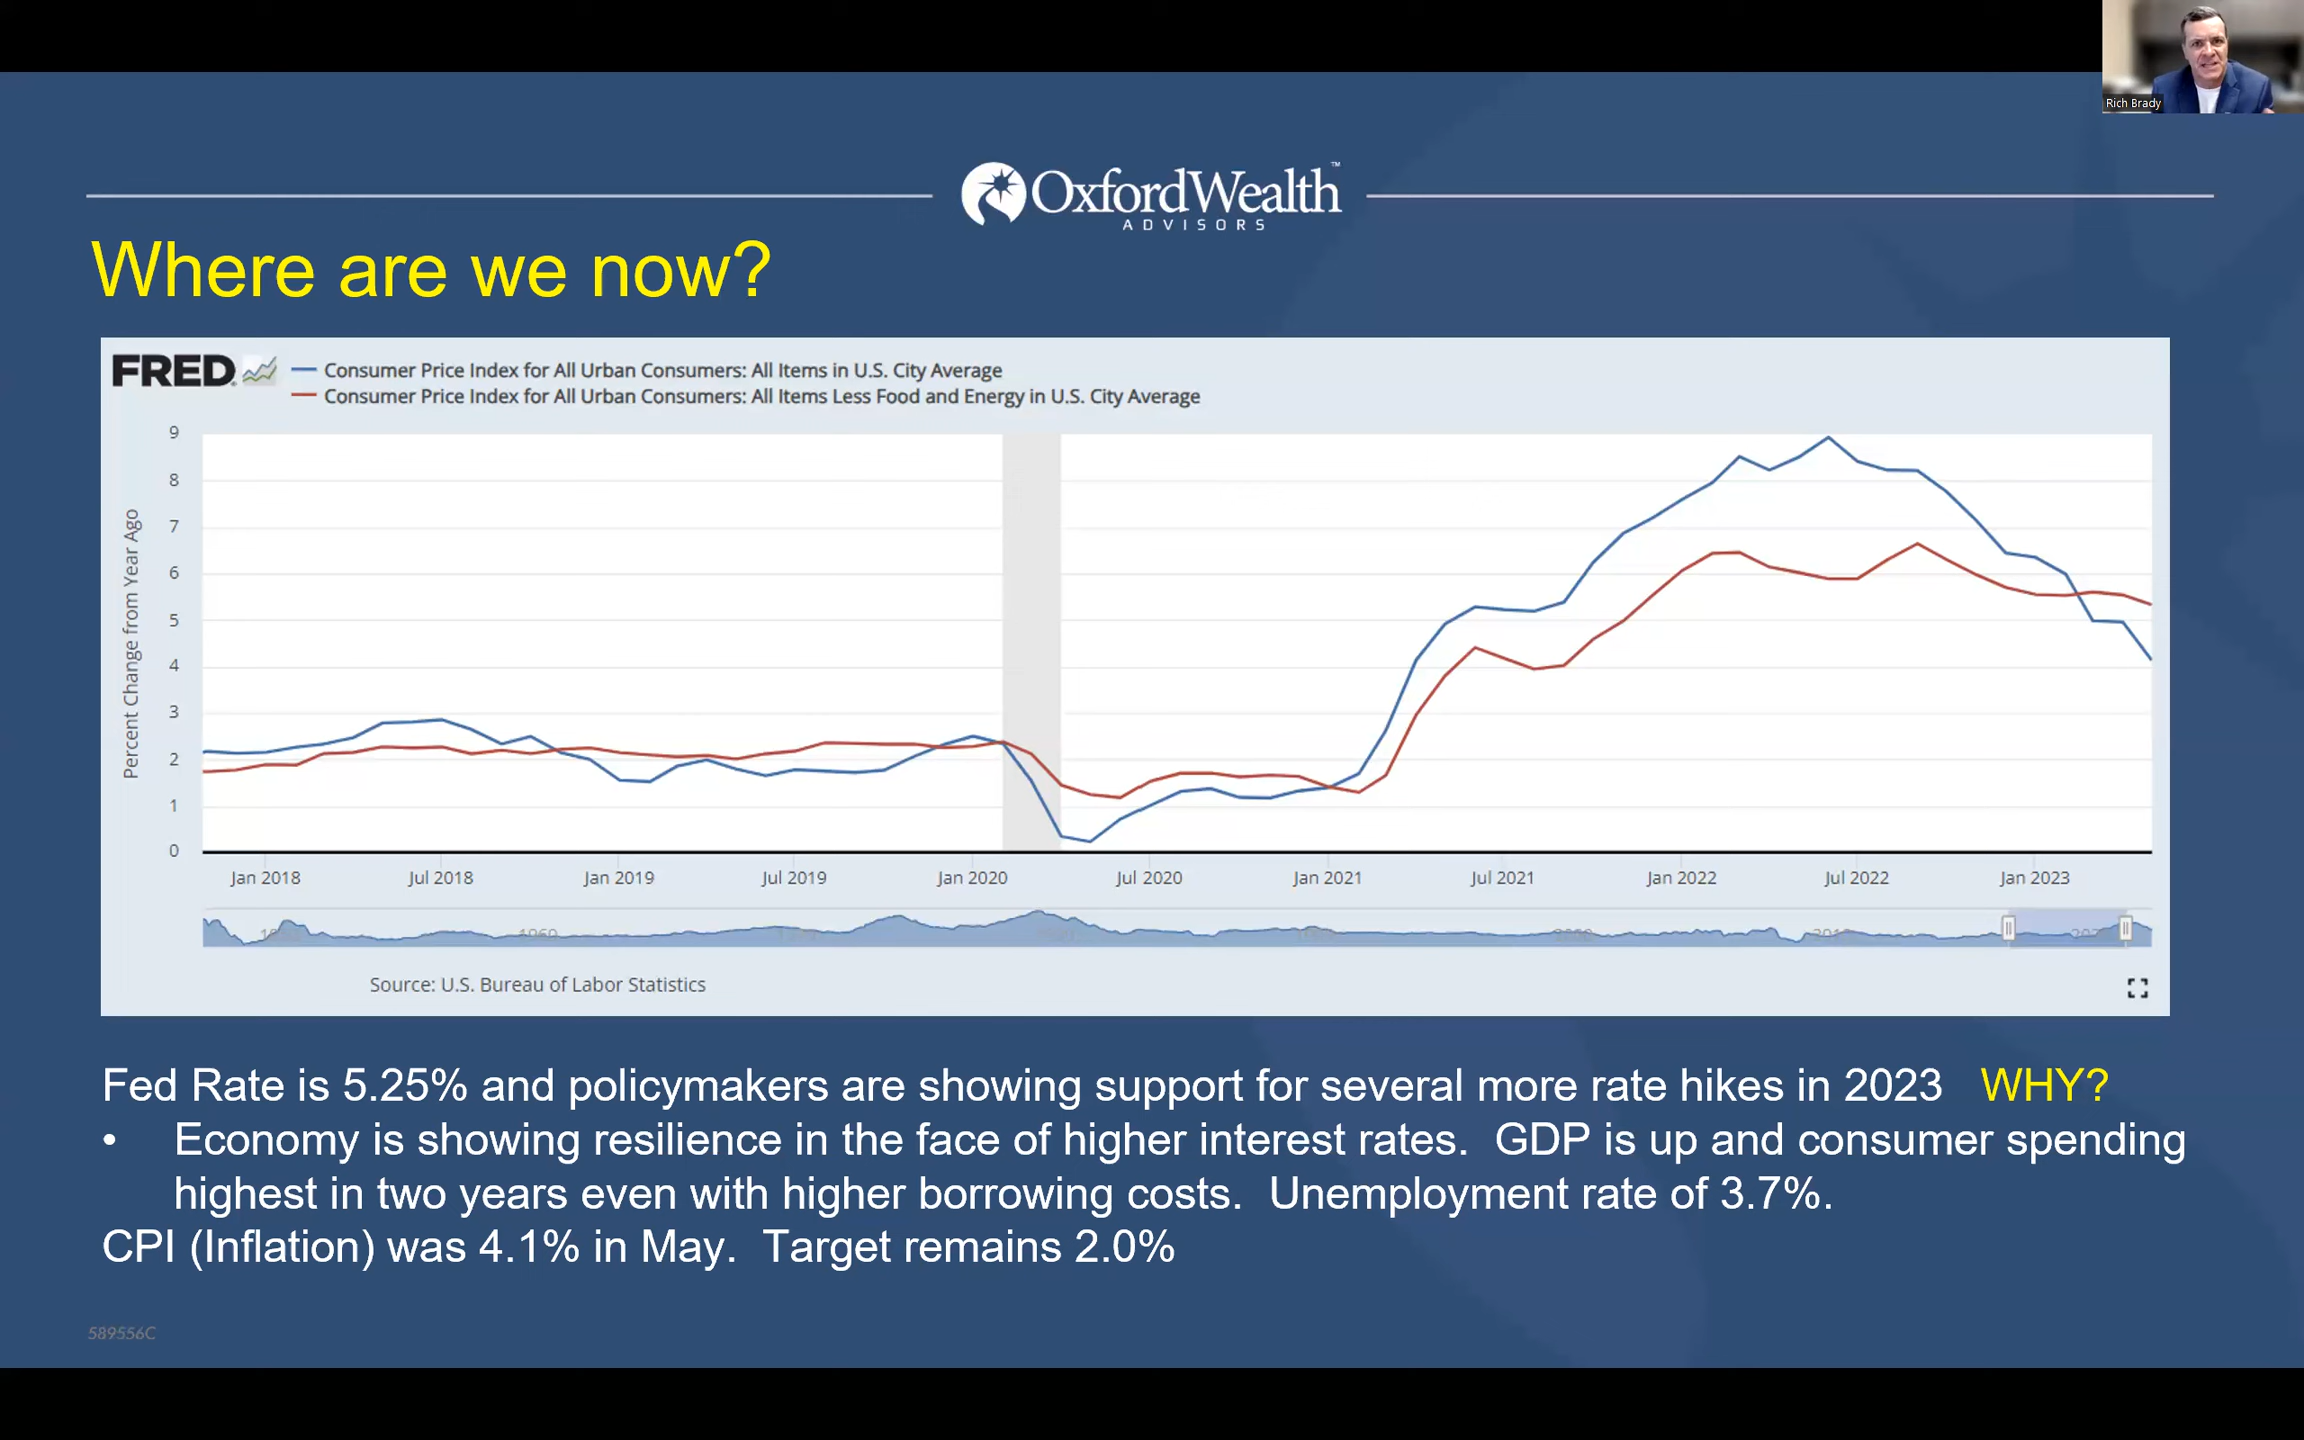 Rich Brady
OxfordWealth™
ADVISORS
Where are we now?
FRED
Consumer Price Index for All Urban Consumers: All Items in U.S. City Average
Consumer Price Index for All Urban Consumers: All Items Less Food and Energy in U.S. City Average
Percent Change from Year Ago
9
8
7
6
5
4
3
2
1
0
Jan 2018 Jul 2018 Jan 2019 Jul 2019 Jan 2020 Jul 2020 Jan 2021 Jul 2021 Jan 2022 Jul 2022 Jan 2023
1960
Source: U.S. Bureau of Labor Statistics
Fed Rate is 5.25% and policymakers are showing support for several more rate hikes in 2023 WHY?
• Economy is showing resilience in the face of higher interest rates. GDP is up and consumer spending
highest in two years even with higher borrowing costs. Unemployment rate of 3.7%.
CPI (Inflation) was 4.1% in May. Target remains 2.0%
589556C